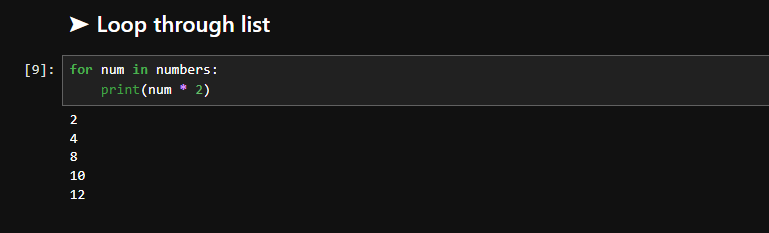 ➤ Loop through list
[9]: for num in numbers:
    print(num * 2)
2
4
8
10
12